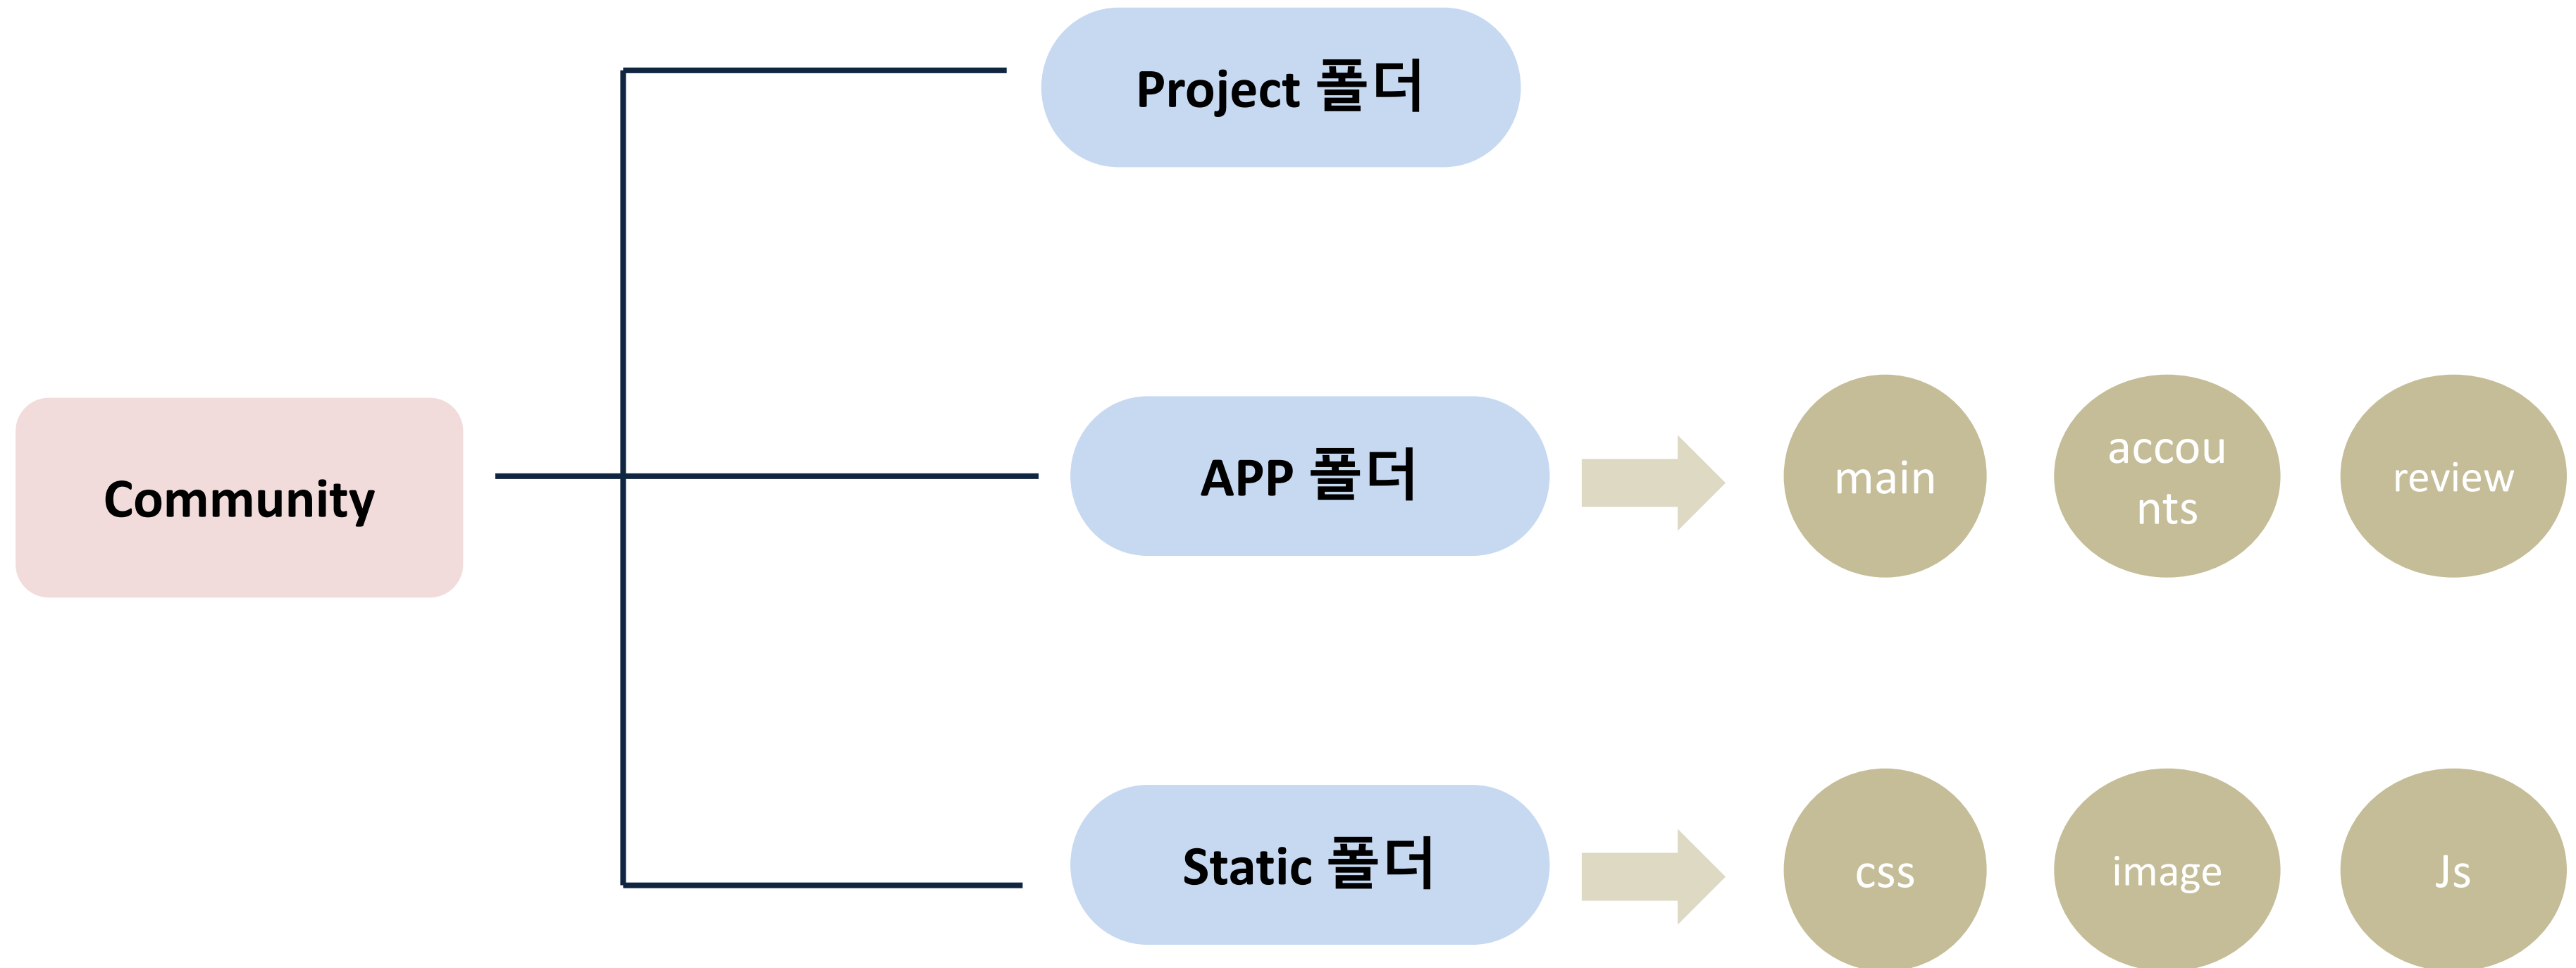 Project 폴더
Community
APP 폴더
main
accou
nts
review
Static 폴더
css
image
Js